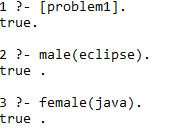 1 ?- [problem1].
true.
2 ?- male(eclipse).
true .
3 ?- female(java).
true .